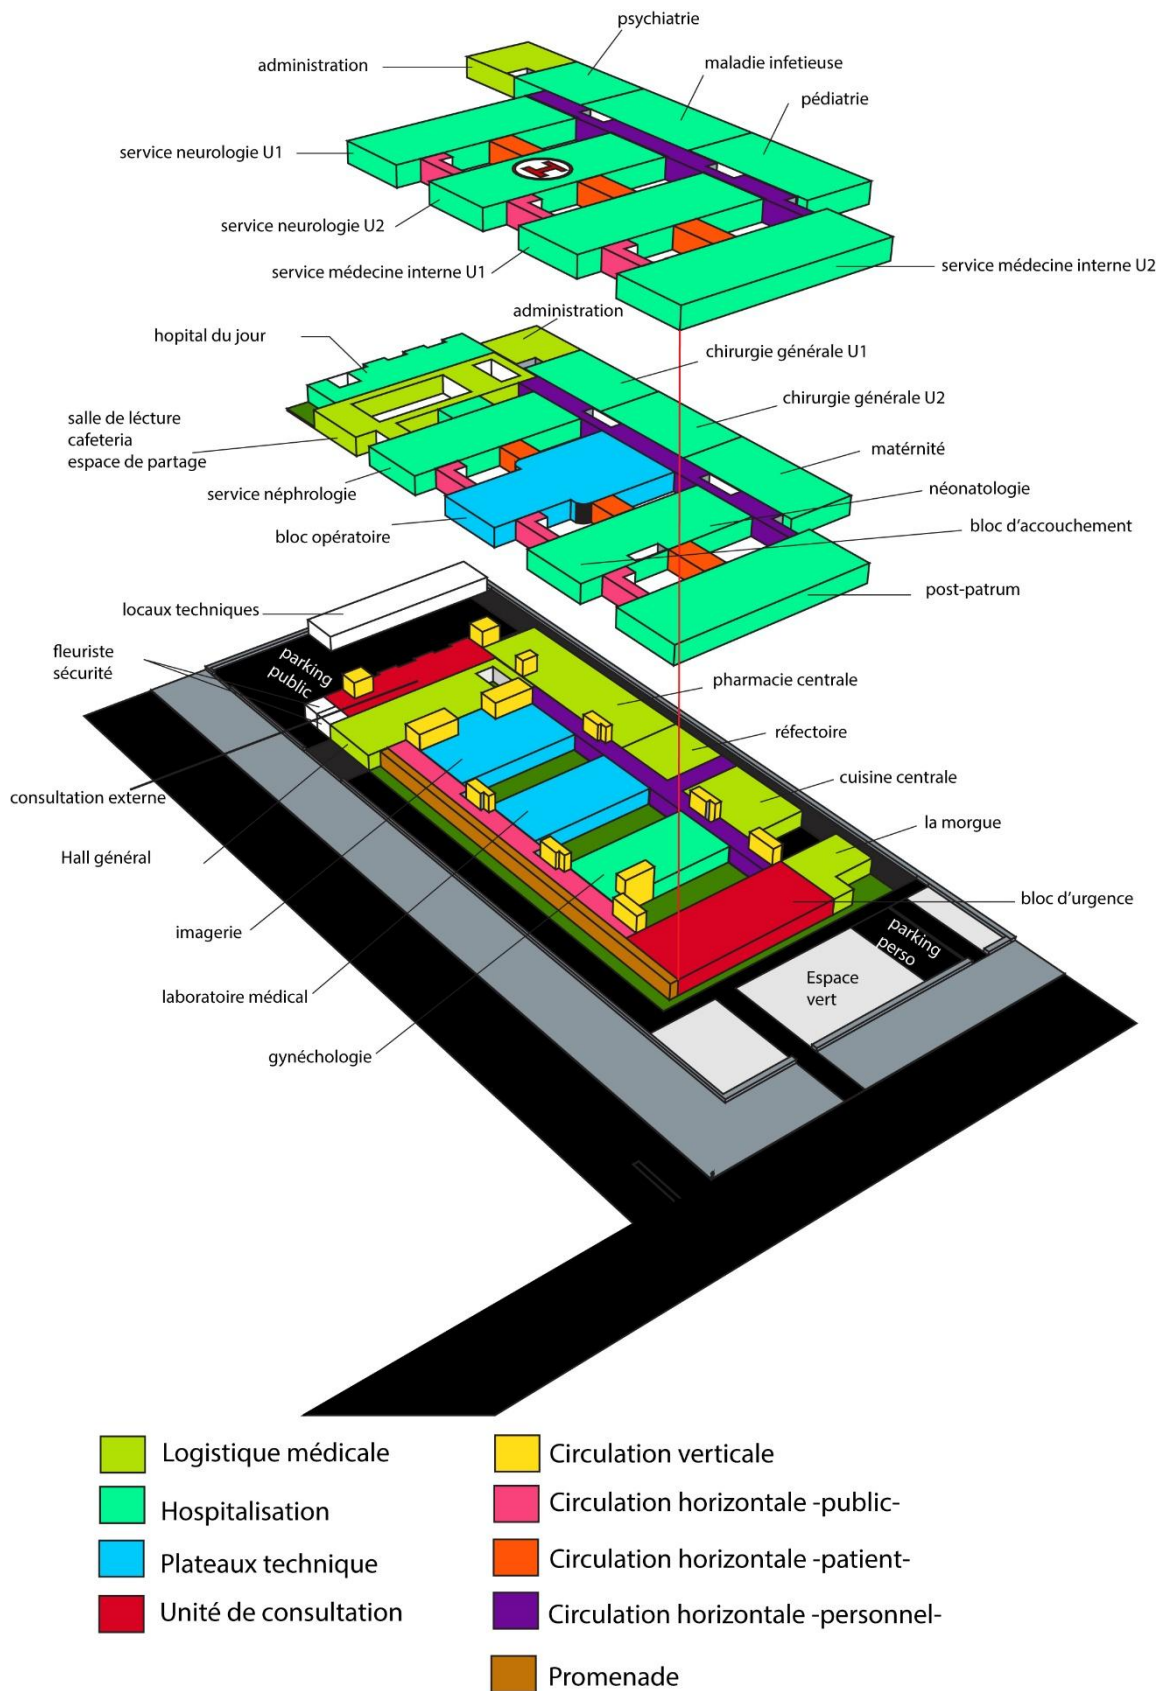 psychiatrie
administration
maladie infetieuse
pédiatrie
service neurologie U1
H
service neurologie U2
service médecine interne U1
service médecine interne U2
administration
hopital du jour
chirurgie générale U1
chirurgie générale U2
salle de lécture
cafeteria
espace de partage
matérnité
service néphrologie
néonatologie
bloc opératoire
bloc d'accouchement
post-patrum
locaux techniques
fleuriste
sécurité
parking
public
pharmacie centrale
réfectoire
cuisine centrale
consultation externe
la morgue
Hall général
bloc d'urgence
imagerie
parking
perso
Espace
vert
laboratoire médical
gynéchologie
Logistique médicale
Hospitalisation
Plateaux technique
Unité de consultation
Circulation verticale
Circulation horizontale -public-
Circulation horizontale -patient-
Circulation horizontale -personnel-
Promenade